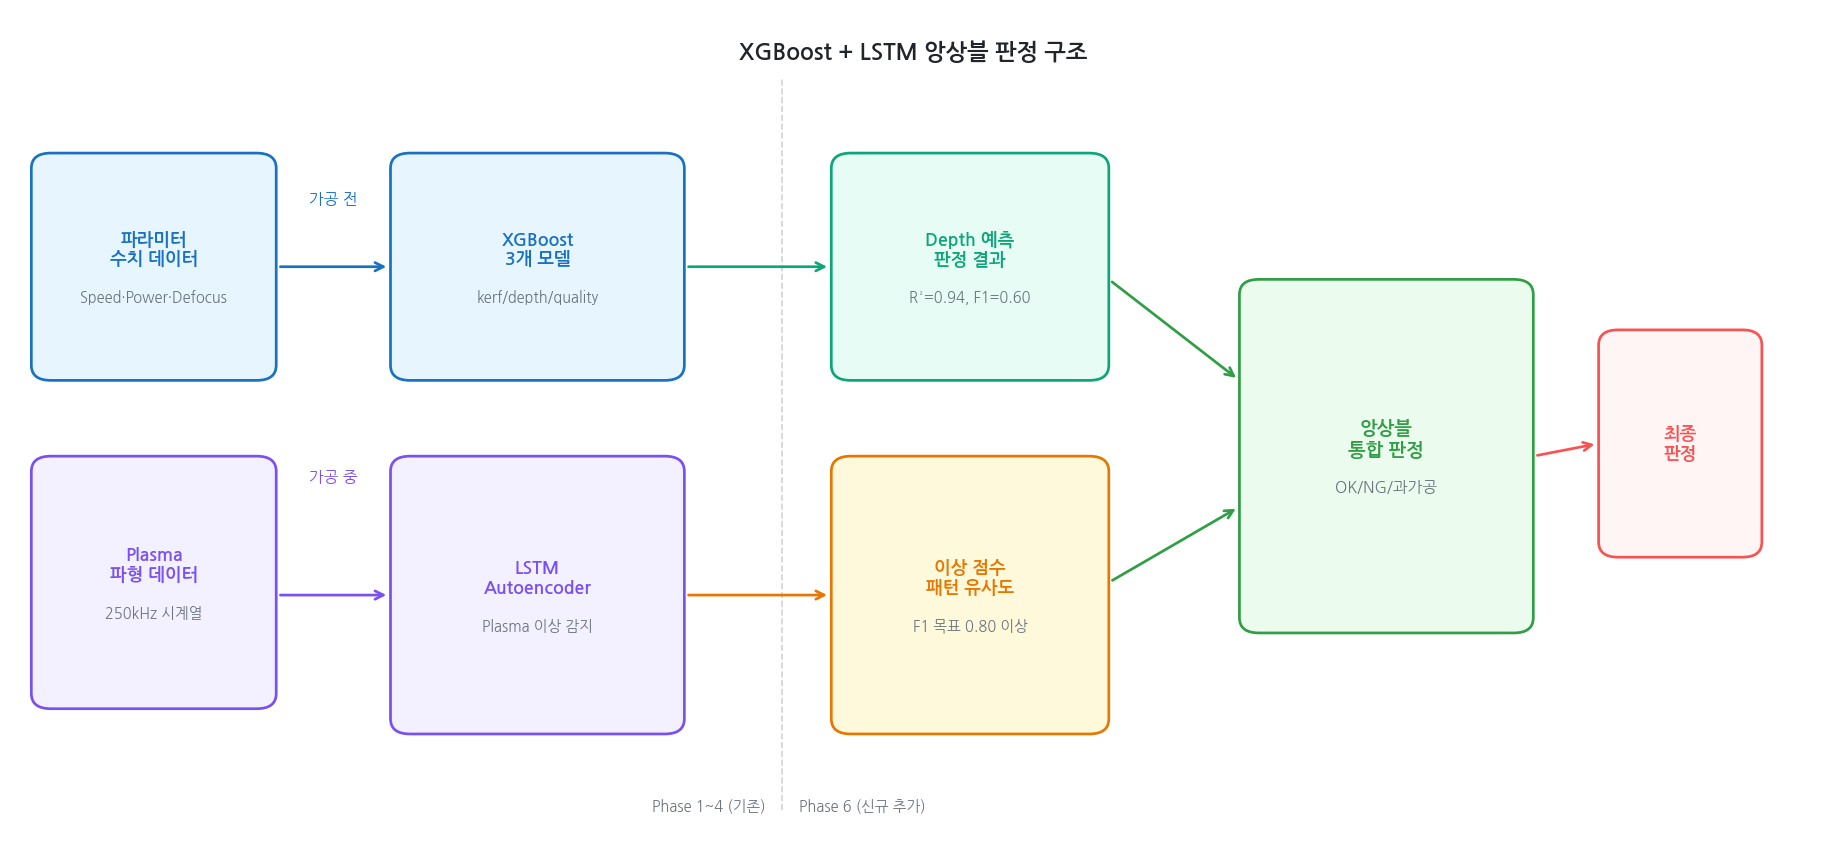 XGBoost + LSTM 앙상블 판정 구조
가공 전
파라미터
수치 데이터
Speed·Power·Defocus
XGBoost
3개 모델
kerf/depth/quality
Depth 예측
판정 결과
R²=0.94, F1=0.60
앙상블
통합 판정
OK/NG/과가공
최종
판정
가공 중
Plasma
파형 데이터
250kHz 시계열
LSTM
Autoencoder
Plasma 이상 감지
이상 점수
패턴 유사도
F1 목표 0.80 이상
Phase 1~4 (기존)
Phase 6 (신규 추가)